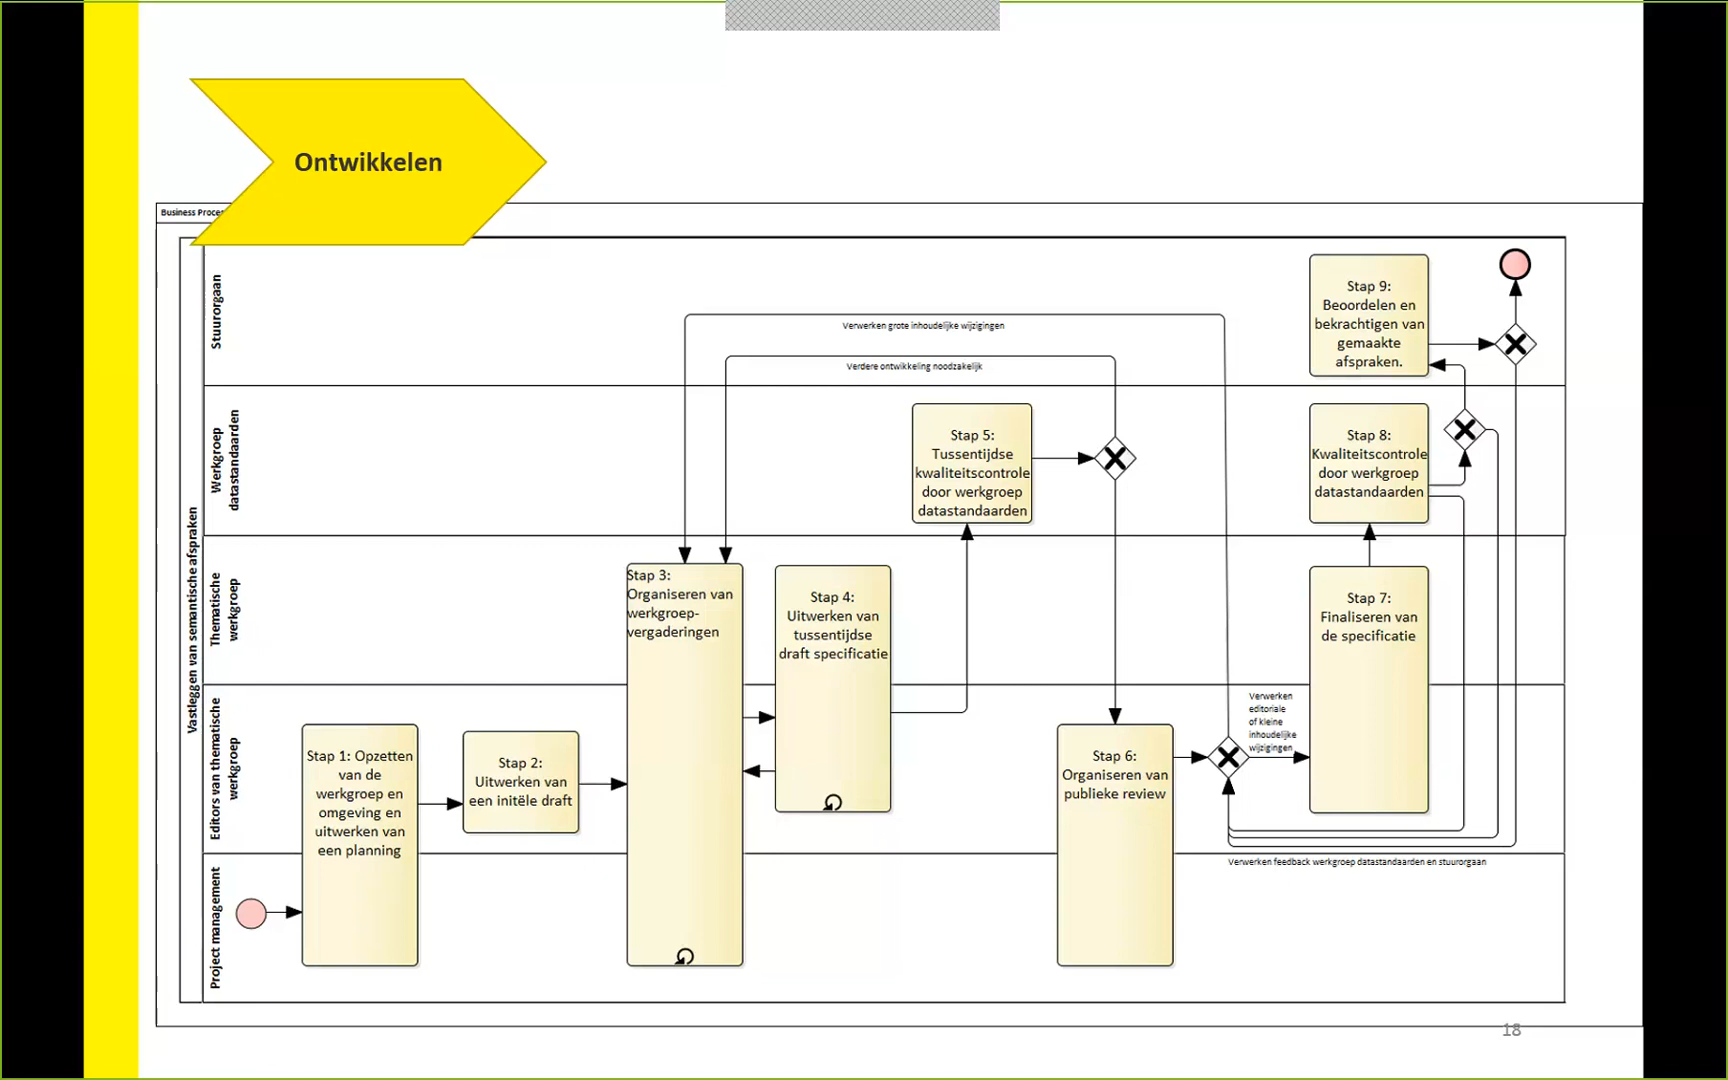 Ontwikkelen
Business Proces
Vastleggen van semantische afspraken
Stuurorgaan
Stap 9:
Beoordelen en
bekrachtigen van
gemaakte
afspraken.
Verwerken grote inhoudelijke wijzigingen
Verdere ontwikkeling noodzakelijk
Werkgroep
datastandaarden
Stap 5:
Tussentijdse
kwaliteitscontrole
door werkgroep
datastandaarden
Stap 8:
Kwaliteitscontrole
door werkgroep
datastandaarden
Thematische
werkgroep
Stap 3:
Organiseren van
werkgroep-
vergaderingen
Stap 4:
Uitwerken van
tussentijdse
draft specificatie
Stap 7:
Finaliseren van
de specificatie
Editors van thematische
werkgroep
Stap 1: Opzetten
van de
werkgroep en
omgeving en
uitwerken van
een planning
Stap 2:
Uitwerken van
een initële draft
Stap 6:
Organiseren van
publieke review
Verwerken
editoriale
of kleine
inhoudelijke
wijzigingen
Verwerken feedback werkgroep datastandaarden en stuurorgaan
Project management
18